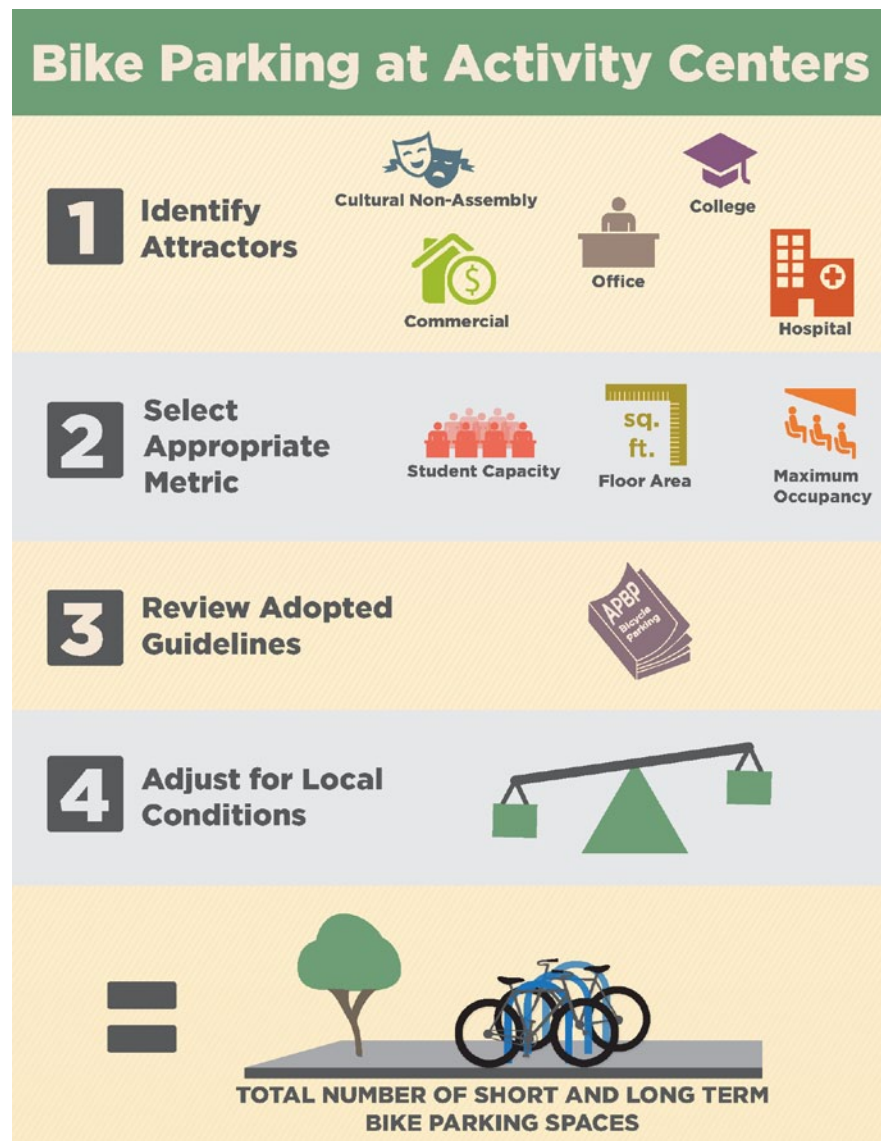 Bike Parking at Activity Centers
1
Identify
Attractors
Cultural Non-Assembly
College
Commercial
$
Office
Hospital
2
Select
Appropriate
Metric
Student Capacity
sq.
ft.
Floor Area
Maximum
Occupancy
3
Review Adopted
Guidelines
APBP
Bicycle
Parking
4
Adjust for Local
Conditions
=
TOTAL NUMBER OF SHORT AND LONG TERM
BIKE PARKING SPACES